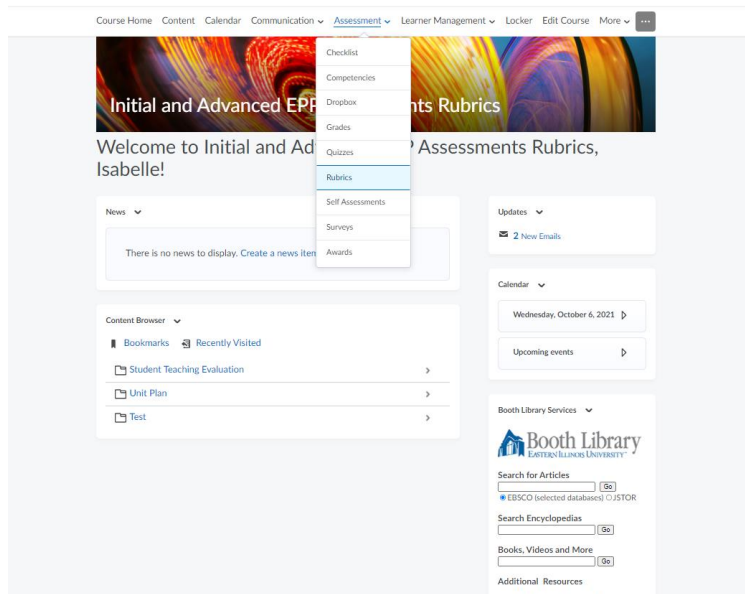 Course Home Content Calendar Communication Assessment Learner Management Locker Edit Course More
Checklist
Competencies
Dropbox
Grades
Quizzes
Rubrics
Self Assessments
Surveys
Awards
Initial and Advanced EPP nts Rubrics
Welcome to Initial and Ad P Assessments Rubrics,
Isabelle!
News
There is no news to display. Create a news item
Content Browser
Bookmarks Recently Visited
Student Teaching Evaluation
Unit Plan
Test
Updates
2 New Emails
Calendar
Wednesday, October 6, 2021
Upcoming events
Booth Library Services
Booth Library
EASTERN ILLINOIS UNIVERSITY
Search for Articles
Go
EBSCO (selected databases) JSTOR
Search Encyclopedias
Go
Books, Videos and More
Go
Additional Resources